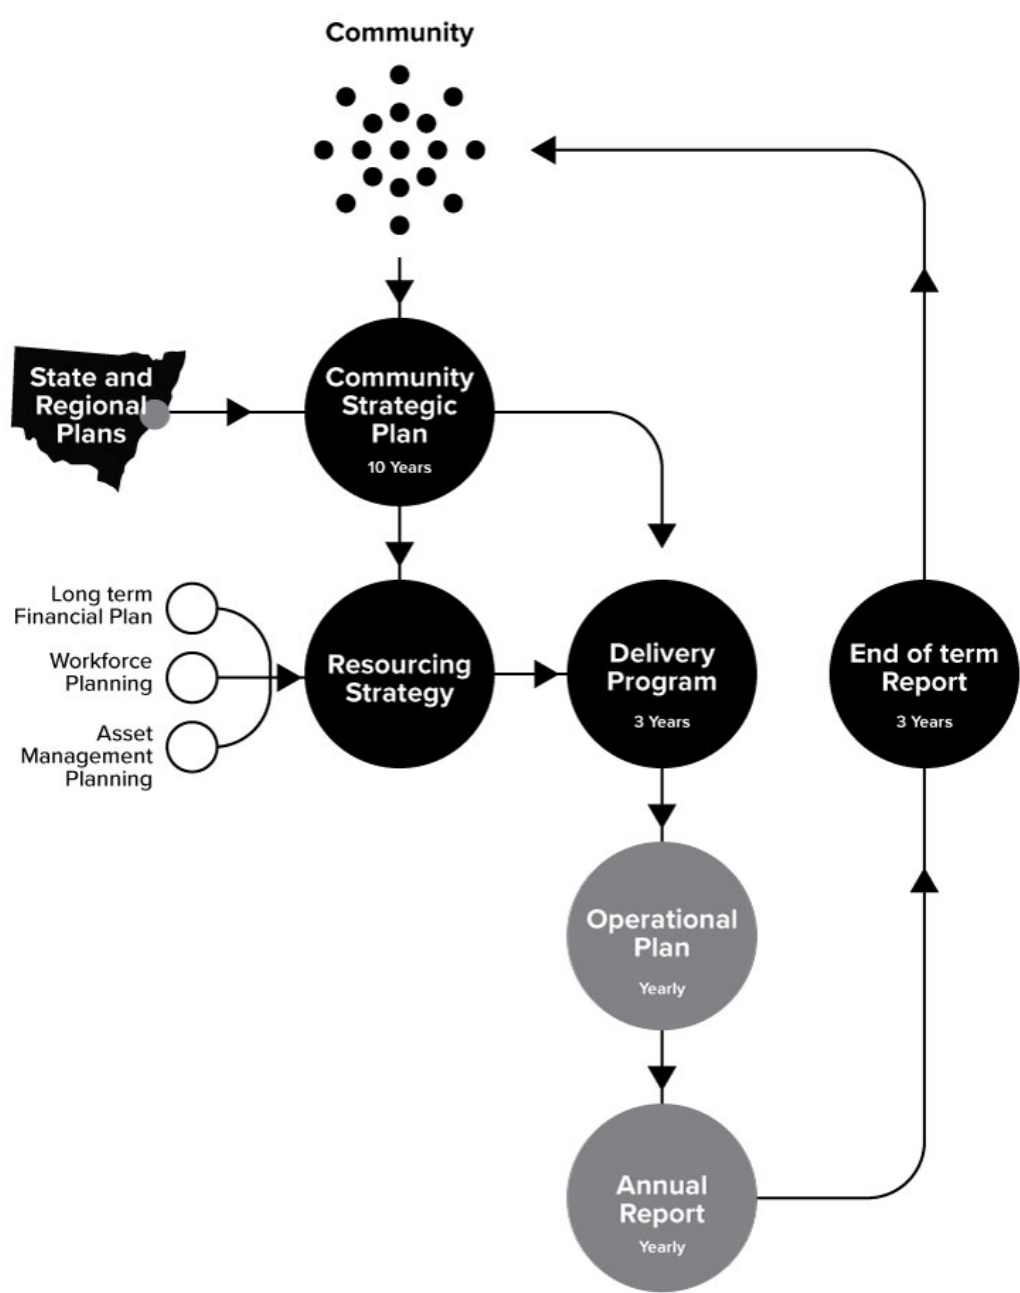 Community
State and
Regional
Plans
Community
Strategic
Plan
10 Years
Long term
Financial Plan
Workforce
Planning
Asset
Management
Planning
Resourcing
Strategy
Delivery
Program
3 Years
End of term
Report
3 Years
Operational
Plan
Yearly
Annual
Report
Yearly